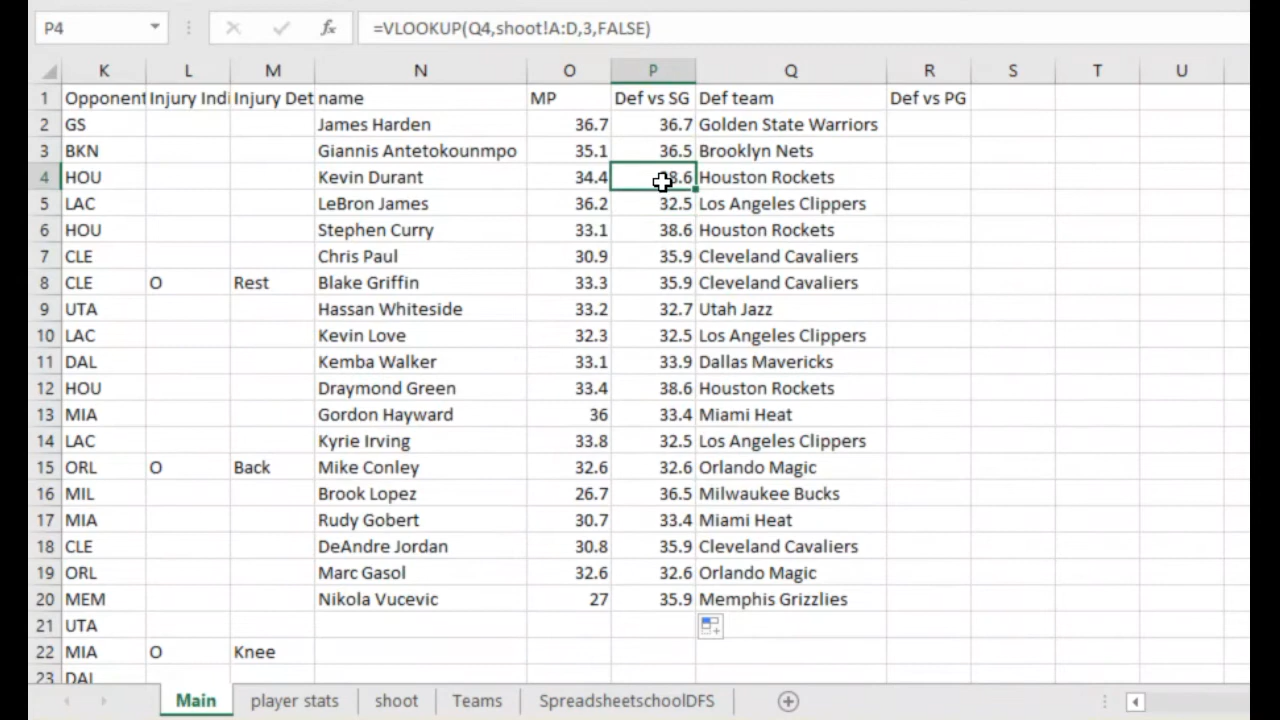 P4 fx =VLOOKUP(Q4,shoot!A:D,3,FALSE)
K L M N O P Q R S T U
1 Opponent Injury Indi Injury Det name MP Def vs SG Def team Def vs PG
2 GS James Harden 36.7 36.7 Golden State Warriors
3 BKN Giannis Antetokounmpo 35.1 36.5 Brooklyn Nets
4 HOU Kevin Durant 34.4 8.6 Houston Rockets
5 LAC LeBron James 36.2 32.5 Los Angeles Clippers
6 HOU Stephen Curry 33.1 38.6 Houston Rockets
7 CLE Chris Paul 30.9 35.9 Cleveland Cavaliers
8 CLE O Rest Blake Griffin 33.3 35.9 Cleveland Cavaliers
9 UTA Hassan Whiteside 33.2 32.7 Utah Jazz
10 LAC Kevin Love 32.3 32.5 Los Angeles Clippers
11 DAL Kemba Walker 33.1 33.9 Dallas Mavericks
12 HOU Draymond Green 33.4 38.6 Houston Rockets
13 MIA Gordon Hayward 36 33.4 Miami Heat
14 LAC Kyrie Irving 33.8 32.5 Los Angeles Clippers
15 ORL O Back Mike Conley 32.6 32.6 Orlando Magic
16 MIL Brook Lopez 26.7 36.5 Milwaukee Bucks
17 MIA Rudy Gobert 30.7 33.4 Miami Heat
18 CLE DeAndre Jordan 30.8 35.9 Cleveland Cavaliers
19 ORL Marc Gasol 32.6 32.6 Orlando Magic
20 MEM Nikola Vucevic 27 35.9 Memphis Grizzlies
21 UTA
22 MIA O Knee
23 DAL
Main player stats shoot Teams SpreadsheetschoolDFS